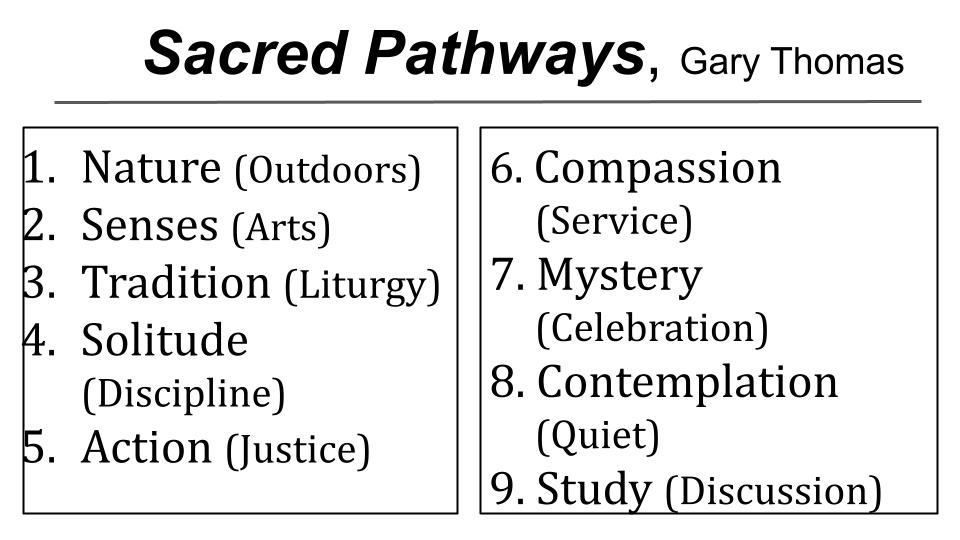 Sacred Pathways, Gary Thomas
1. Nature (Outdoors)
2. Senses (Arts)
3. Tradition (Liturgy)
4. Solitude
(Discipline)
5. Action (Justice)
6. Compassion
(Service)
7. Mystery
(Celebration)
8. Contemplation
(Quiet)
9. Study (Discussion)